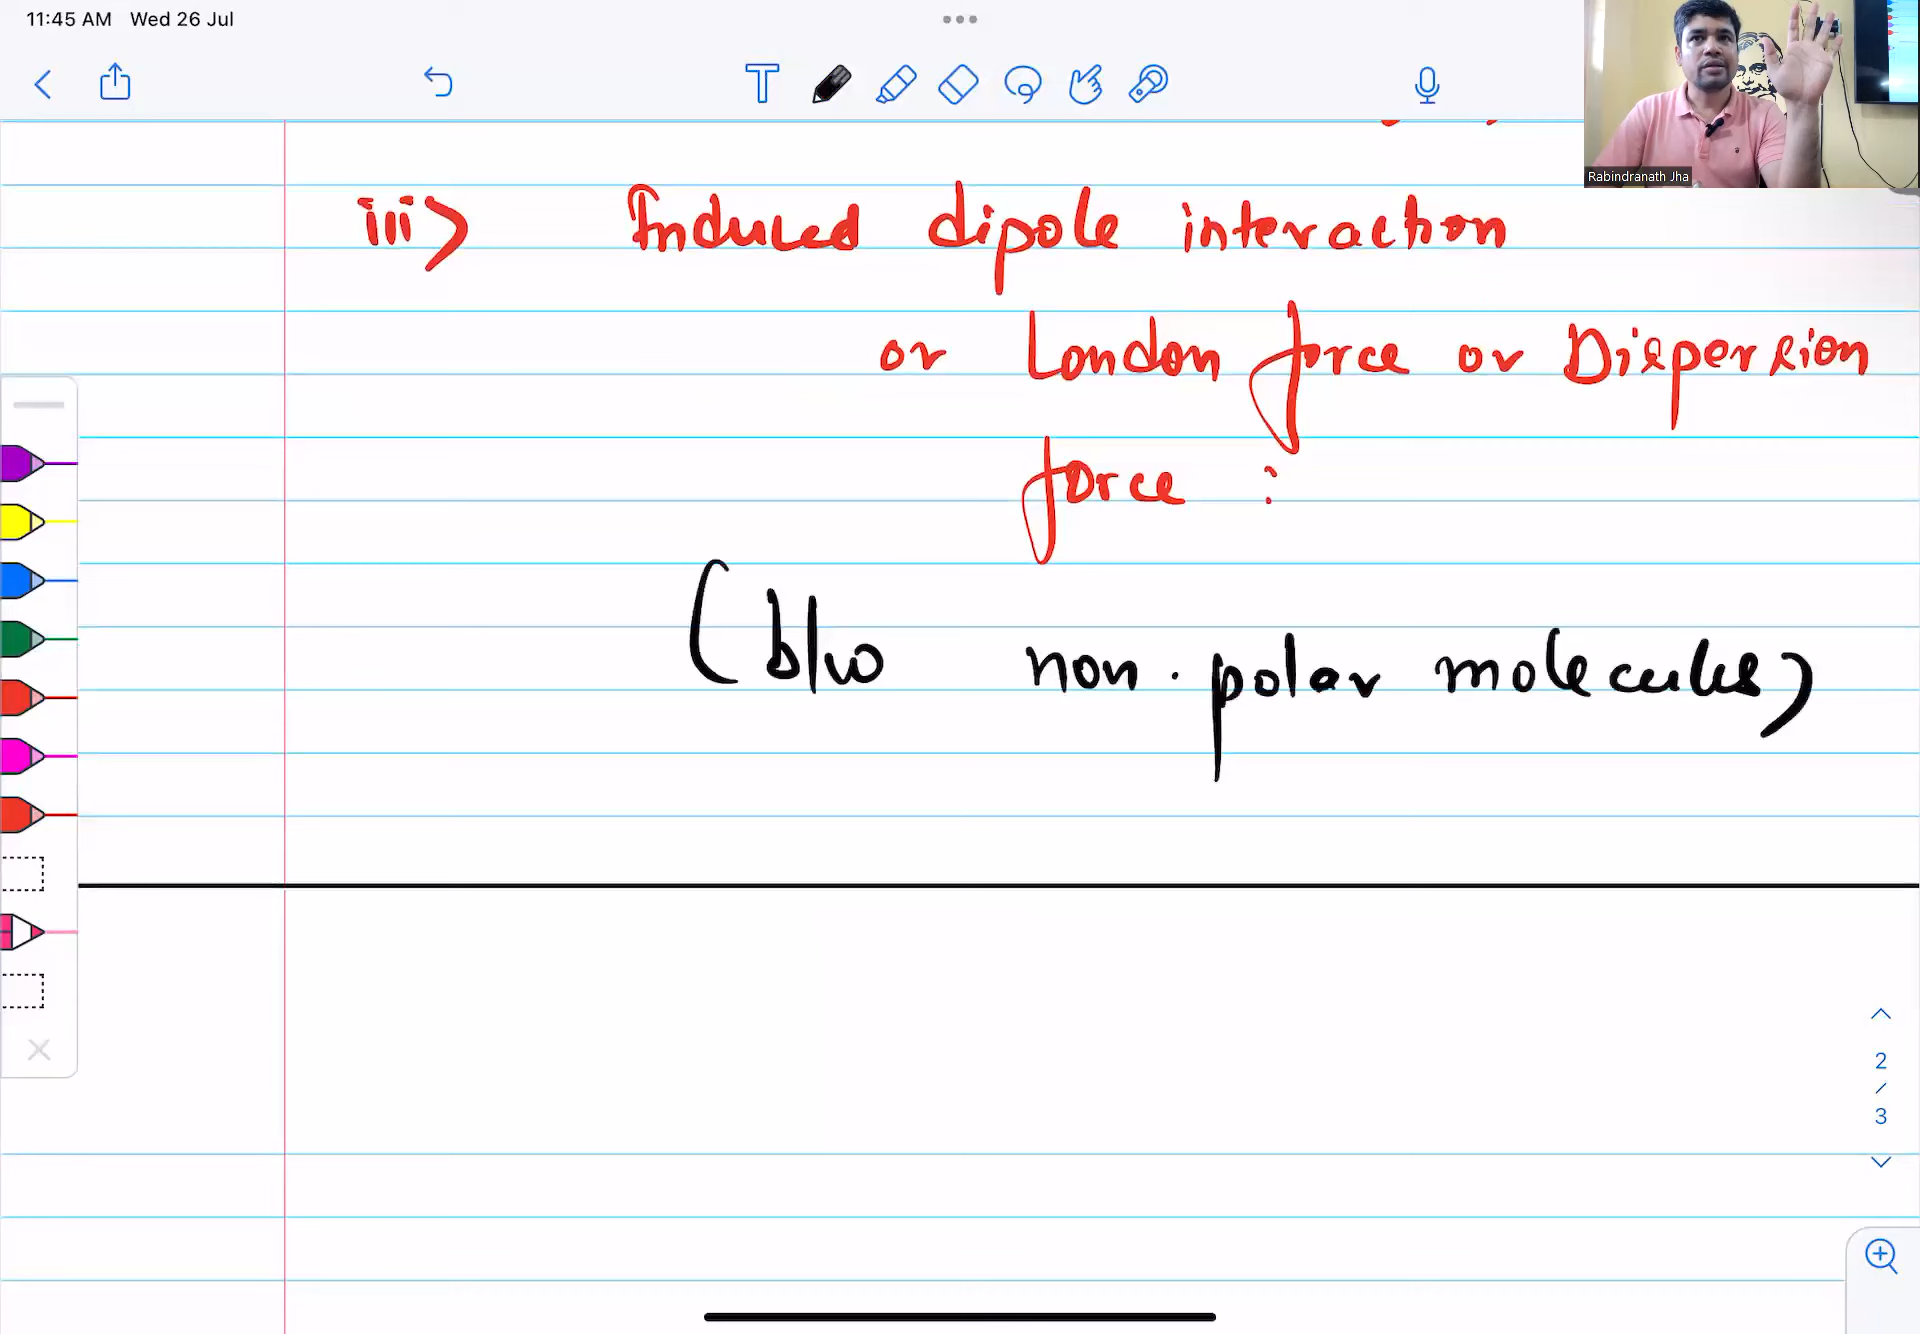 11:45 AM Wed 26 Jul
Rabindranath Jha
iii> Induced dipole interaction
or London force or Dispersion
force :
(b/w non-polar molecules)
2
/
3